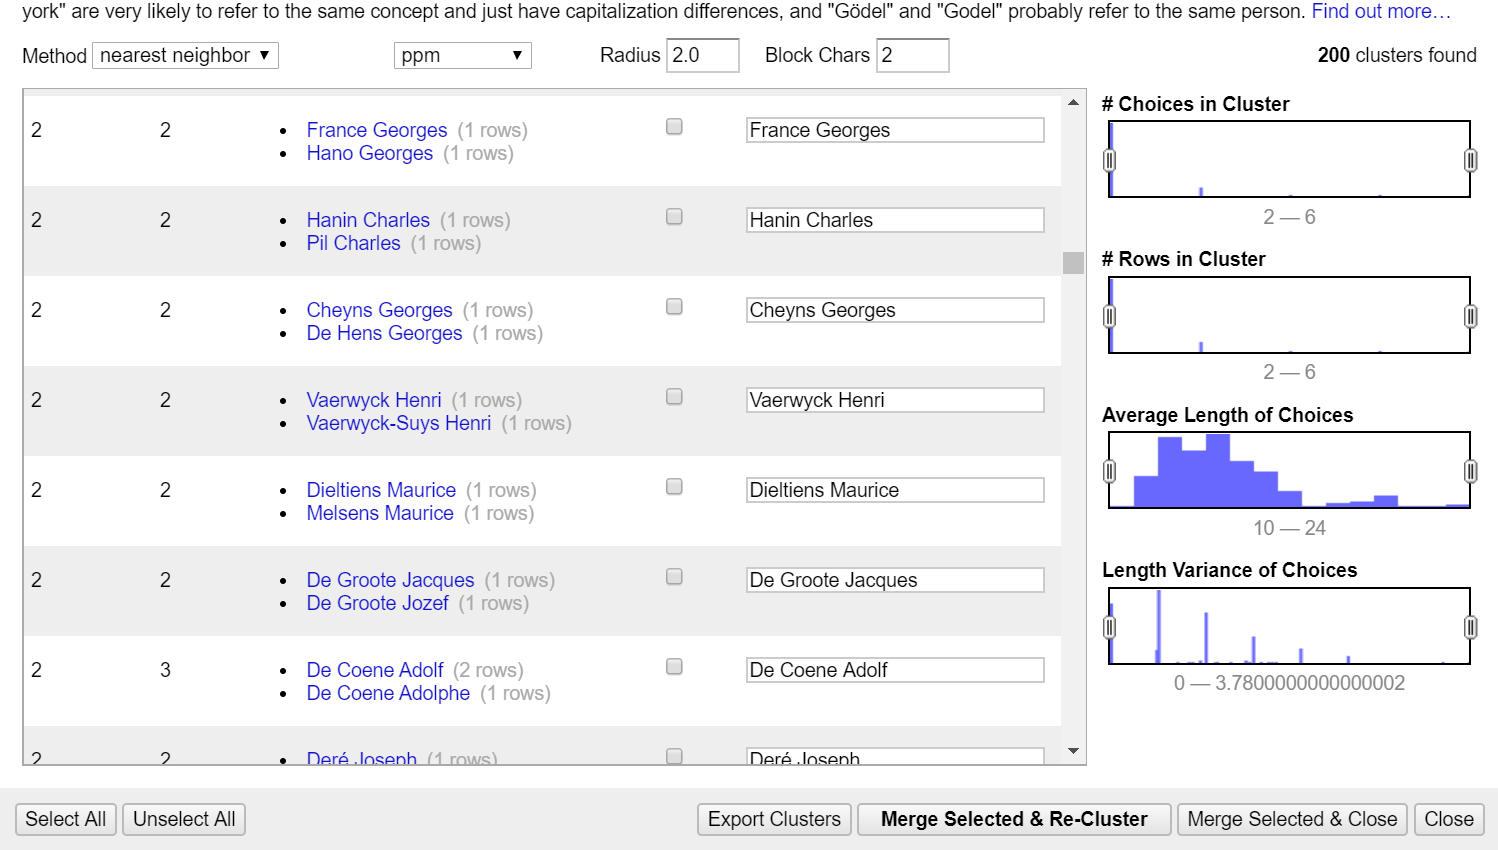 york" are very likely to refer to the same concept and just have capitalization differences, and "Gödel" and "Godel" probably refer to the same person. Find out more…
Method nearest neighbor ppm Radius 2.0 Block Chars 2 200 clusters found
2 2 France Georges (1 rows) France Georges
Hano Georges (1 rows)
2 2 Hanin Charles (1 rows) Hanin Charles
Pil Charles (1 rows)
2 2 Cheyns Georges (1 rows) Cheyns Georges
De Hens Georges (1 rows)
2 2 Vaerwyck Henri (1 rows) Vaerwyck Henri
Vaerwyck-Suys Henri (1 rows)
2 2 Dieltiens Maurice (1 rows) Dieltiens Maurice
Melsens Maurice (1 rows)
2 2 De Groote Jacques (1 rows) De Groote Jacques
De Groote Jozef (1 rows)
2 3 De Coene Adolf (2 rows) De Coene Adolf
De Coene Adolphe (1 rows)
2 2 Deré Joseph (1 rows) Deré Joseph
# Choices in Cluster
2 — 6
# Rows in Cluster
2 — 6
Average Length of Choices
10 — 24
Length Variance of Choices
0 — 3.7800000000000002
Select All Unselect All Export Clusters Merge Selected & Re-Cluster Merge Selected & Close Close